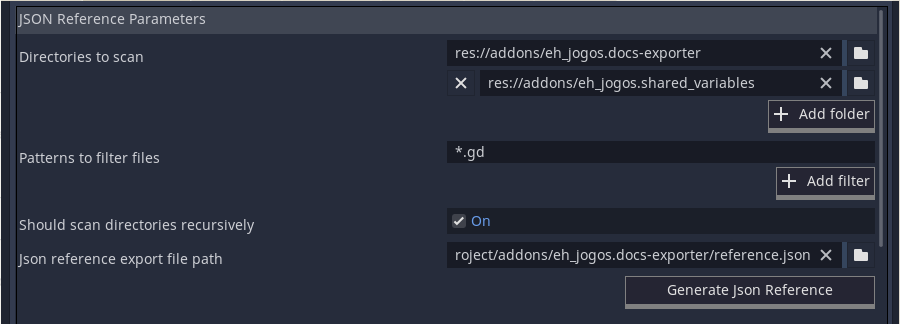 JSON Reference Parameters
Directories to scan res://addons/eh_jogos.docs-exporter
res://addons/eh_jogos.shared_variables
Add folder
Patterns to filter files *.gd
Add filter
Should scan directories recursively On
Json reference export file path roject/addons/eh_jogos.docs-exporter/reference.json
Generate Json Reference